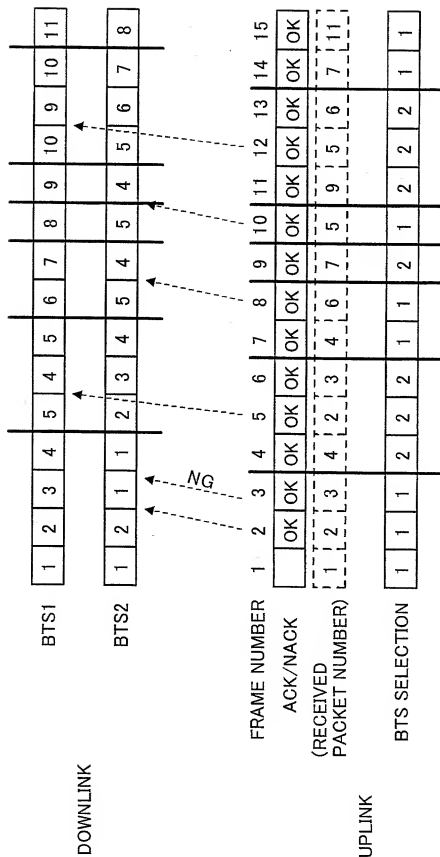 DOWNLINK
BTS1 1 2 3 4 5 4 5 6 7 8 9 10 9 10 11
BTS2 1 2 1 1 2 3 4 5 4 5 4 5 6 7 8
NG
UPLINK
FRAME NUMBER 1 2 3 4 5 6 7 8 9 10 11 12 13 14 15
ACK/NACK OK OK OK OK OK OK OK OK OK OK OK OK OK OK
(RECEIVED
PACKET NUMBER) 1 2 3 4 2 3 4 6 7 5 9 5 6 7 11
BTS SELECTION 1 1 1 2 2 2 1 1 2 1 2 2 2 1 1